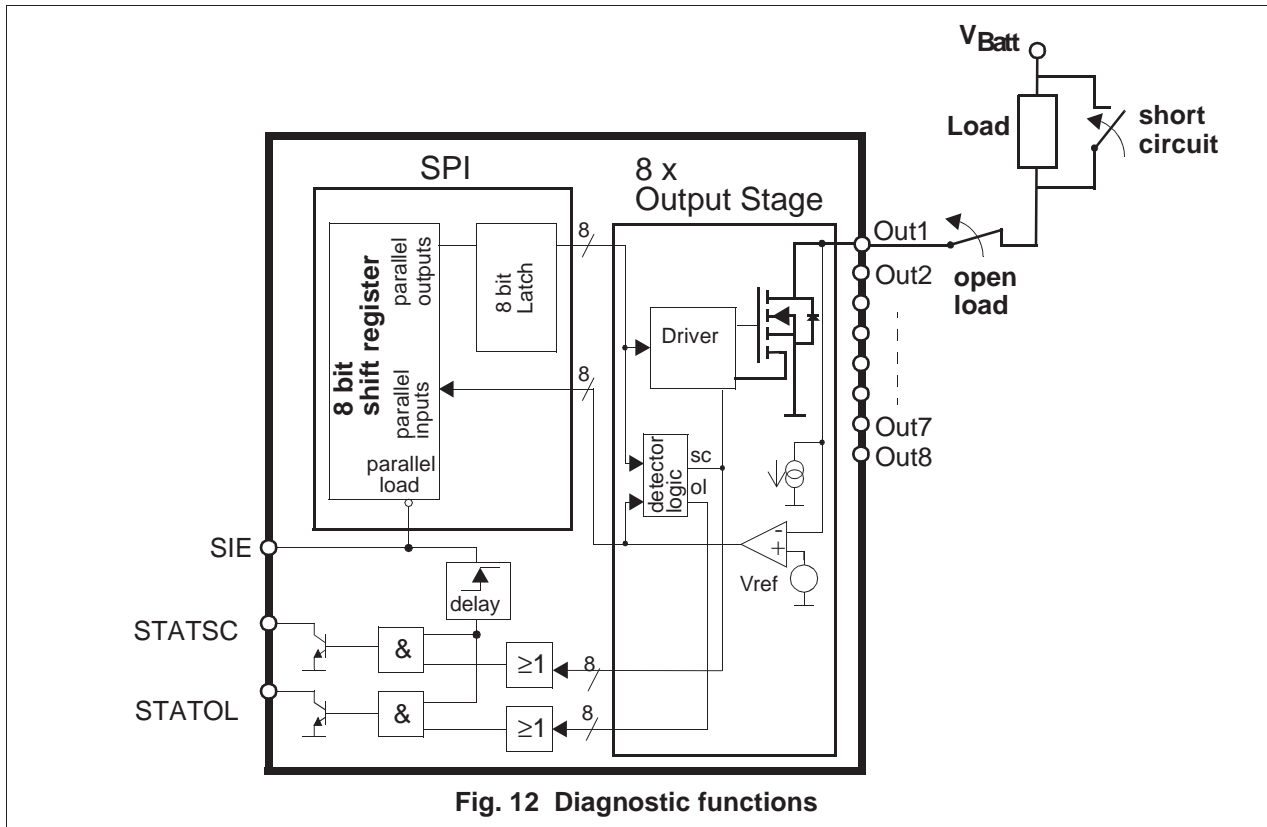 VBatt
Load
short
circuit
SPI
8 x
Output Stage
8 bit
shift register
parallel
outputs
parallel
inputs
parallel
load
8 bit
Latch
8
8
Driver
detector
logic
sc
ol
-
+
Vref
Out1
Out2
Out7
Out8
open
load
SIE
delay
STATSC
&
≥1
8
STATOL
&
≥1
8
Fig. 12 Diagnostic functions